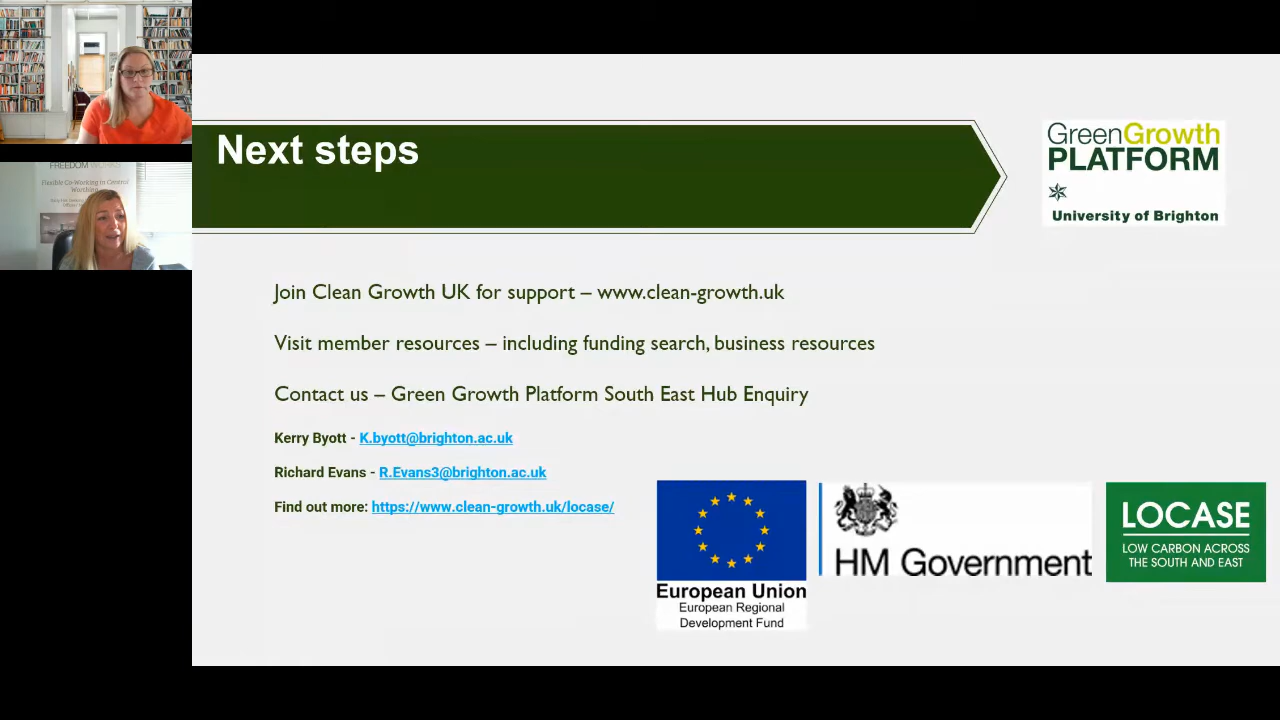 FREEDOM WORKS
Flexible Co-Working in Central
Worthing
Next steps
GreenGrowth
PLATFORM
University of Brighton
Join Clean Growth UK for support – www.clean-growth.uk
Visit member resources – including funding search, business resources
Contact us – Green Growth Platform South East Hub Enquiry
Kerry Byott - K.byott@brighton.ac.uk
Richard Evans - R.Evans3@brighton.ac.uk
Find out more: https://www.clean-growth.uk/locase/
European Union
European Regional
Development Fund
HM Government
LOCASE
LOW CARBON ACROSS
THE SOUTH AND EAST